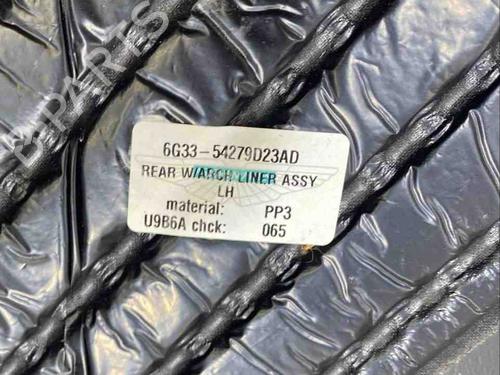 B-PARTS
6G33-54279D23AD
REAR W/ARCH LINER ASSY
LH
material: PP3
U9B6A chck: 065